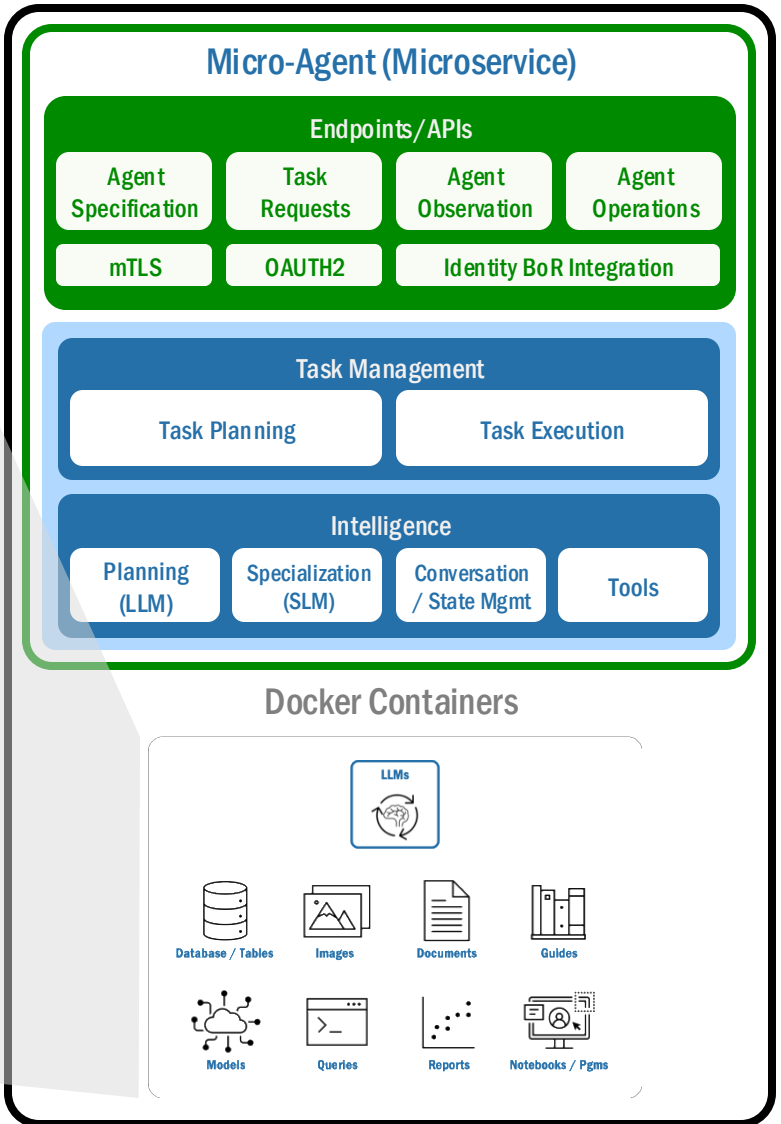 Micro-Agent (Microservice)
Endpoints/APIs
Agent
Specification
Task
Requests
Agent
Observation
Agent
Operations
mTLS
OAUTH2
Identity BoR Integration
Task Management
Task Planning
Task Execution
Intelligence
Planning
(LLM)
Specialization
(SLM)
Conversation
/ State Mgmt
Tools
Docker Containers
LLMs
Database / Tables
Images
Documents
Guides
Models
Queries
Reports
Notebooks / Pgms